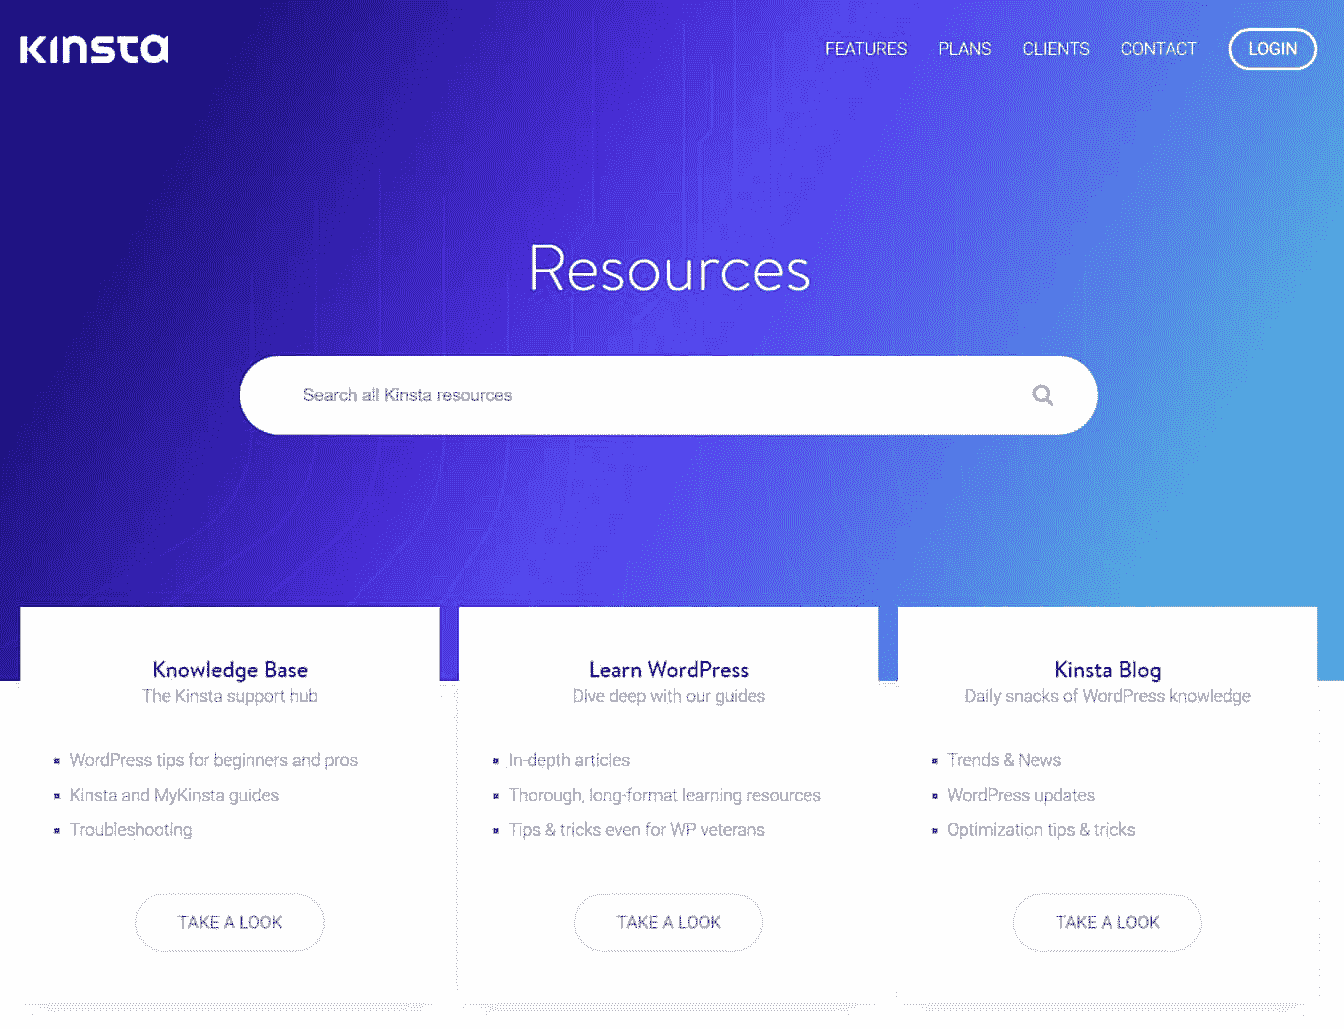 KINSTA
FEATURES PLANS CLIENTS CONTACT LOGIN
Resources
Search all Kinsta resources
Knowledge Base
The Kinsta support hub
WordPress tips for beginners and pros
Kinsta and MyKinsta guides
Troubleshooting
TAKE A LOOK
Learn WordPress
Dive deep with our guides
In-depth articles
Thorough, long-format learning resources
Tips & tricks even for WP veterans
TAKE A LOOK
Kinsta Blog
Daily snacks of WordPress knowledge
Trends & News
WordPress updates
Optimization tips & tricks
TAKE A LOOK